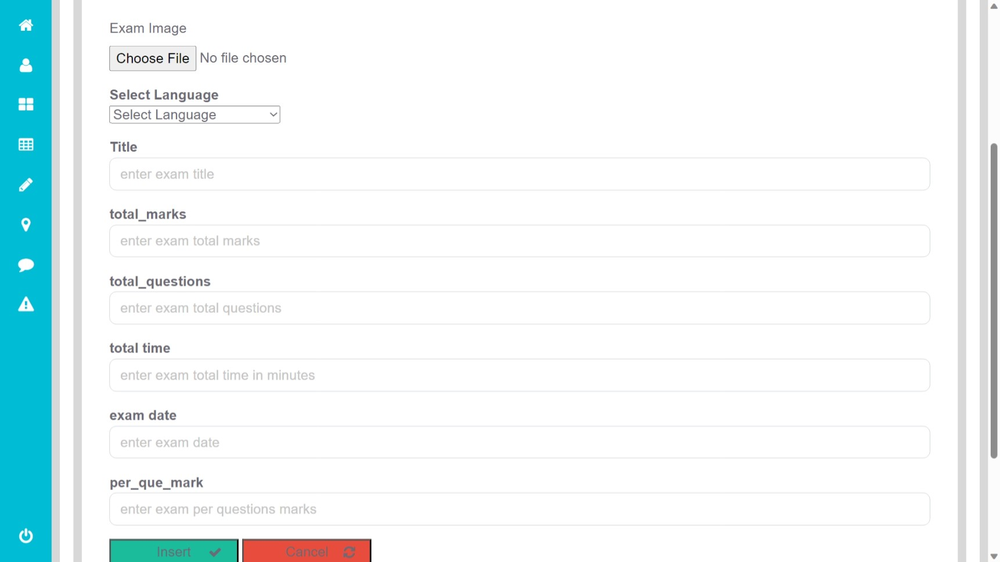 Exam Image
Choose File No file chosen
Select Language
Select Language
Title
enter exam title
total_marks
enter exam total marks
total_questions
enter exam total questions
total time
enter exam total time in minutes
exam date
enter exam date
per_que_mark
enter exam per questions marks
Insert Cancel